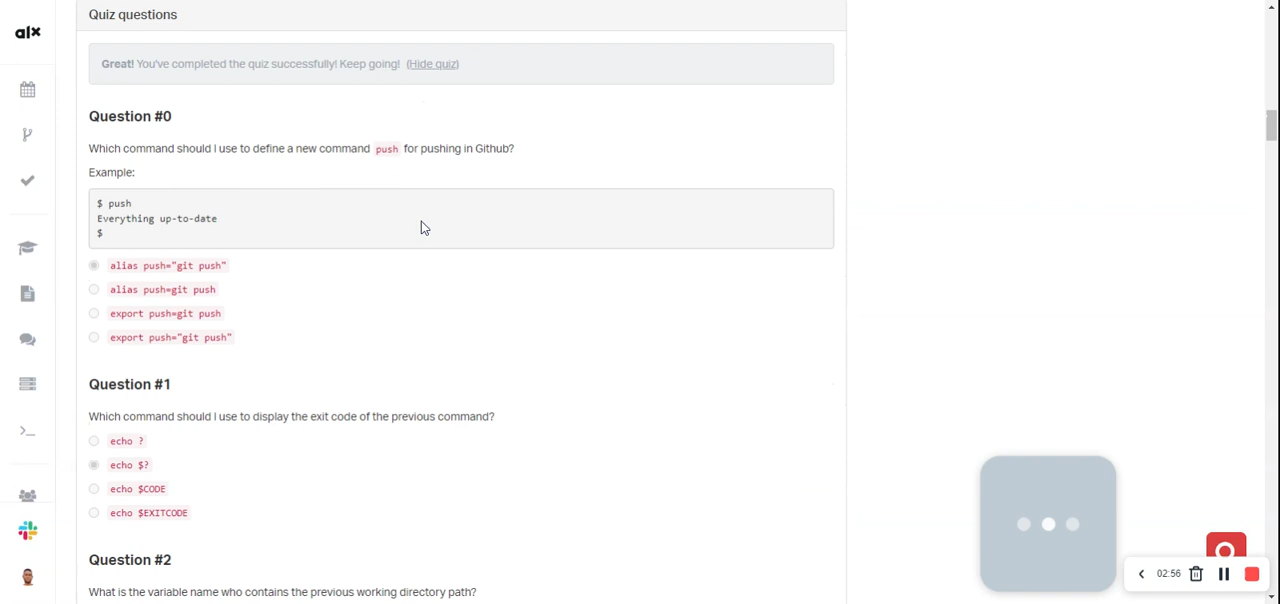 alx
Quiz questions
Great! You've completed the quiz successfully! Keep going! (Hide quiz)
Question #0
Which command should I use to define a new command push for pushing in Github?
Example:
$ push
Everything up-to-date
$
alias push="git push"
alias push=git push
export push=git push
export push="git push"
Question #1
Which command should I use to display the exit code of the previous command?
echo ?
echo $?
echo $CODE
echo $EXITCODE
Question #2
What is the variable name who contains the previous working directory path?
02:56